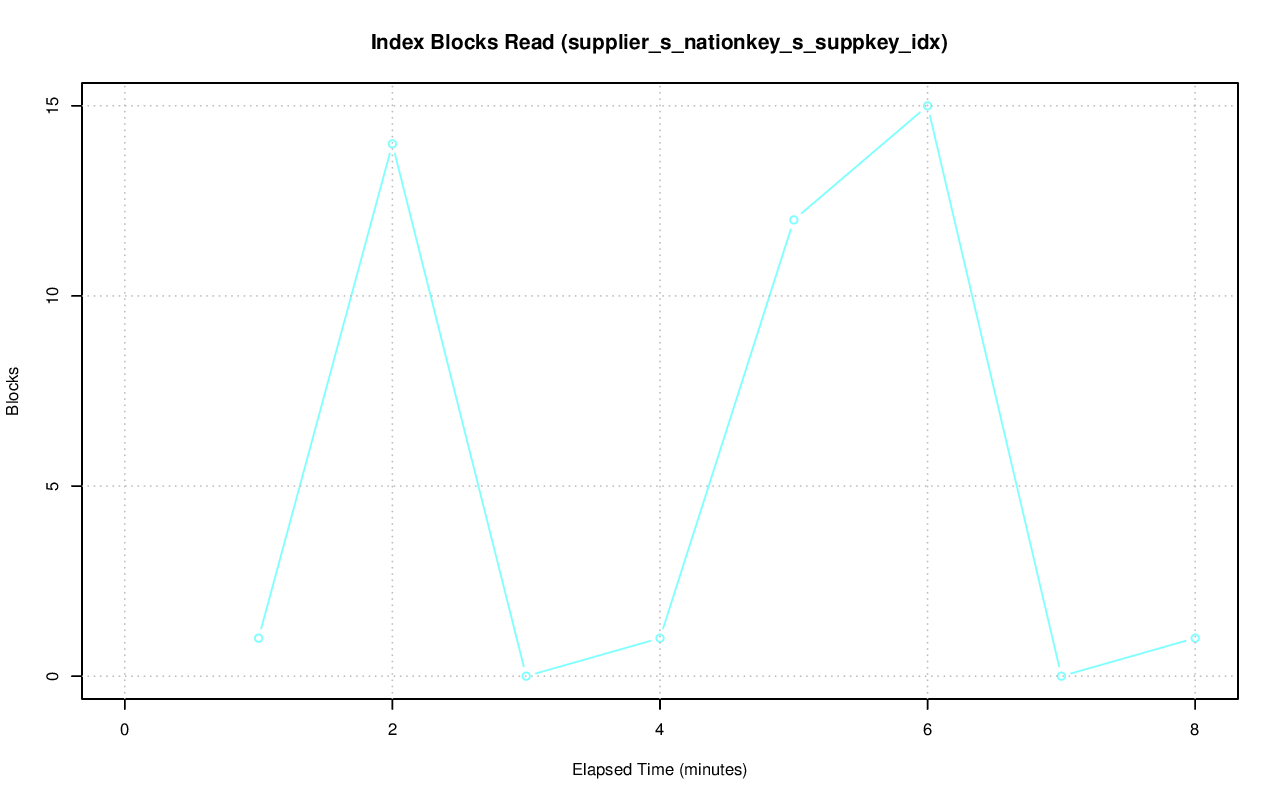 Index Blocks Read (supplier_s_nationkey_s_suppkey_idx)
15
10
5
0
Blocks
0 2 4 6 8
Elapsed Time (minutes)